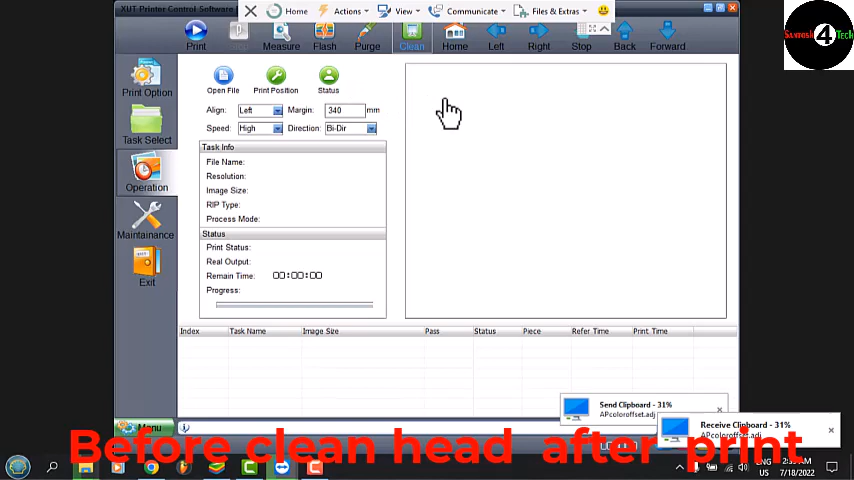 XUT Printer Control Software
Home Actions View Communicate Files & Extras
Print Measure Flash Purge Clean Home Left Right Stop Back Forward
Santosh 4 Tech
Print Option
Task Select
Operation
Maintainance
Exit
Menu
Open File Print Position Status
Align: Left Margin: 340 mm
Speed: High Direction: Bi-Dir
Task Info
File Name:
Resolution:
Image Size:
RIP Type:
Process Mode:
Status
Print Status:
Real Output:
Remain Time: 00:00:00
Progress:
Index Task Name Image Size Pass Status Piece Refer Time Print Time
Send Clipboard - 31%
APcoloroffset.adj
Receive Clipboard - 31%
APcoloroffset.adj
Before clean head after print
ENG
US
7/18/2022